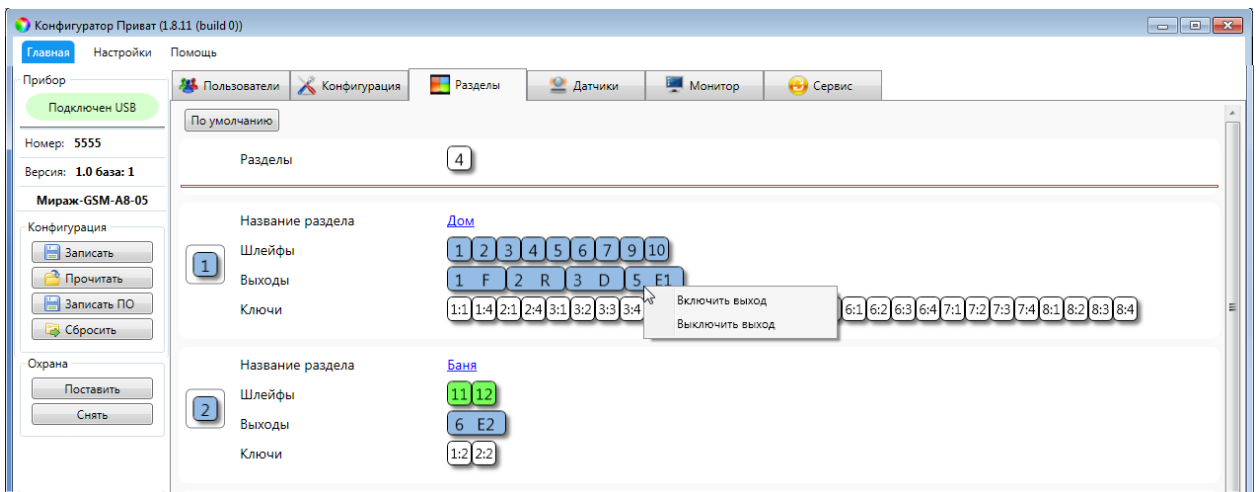 Конфигуратор Приват (1.8.11 (build 0))
Главная Настройки Помощь
Прибор
Подключен USB
Номер: 5555
Версия: 1.0 база: 1
Мираж-GSM-A8-05
Конфигурация
Записать
Прочитать
Записать ПО
Сбросить
Охрана
Поставить
Снять
Пользователи Конфигурация Разделы Датчики Монитор Сервис
По умолчанию
Разделы 4
1
Название раздела Дом
Шлейфы 1 2 3 4 5 6 7 9 10
Выходы 1 F 2 R 3 D 5 E1
Ключи 1:1 1:4 2:1 2:4 3:1 3:2 3:3 3:4 6:1 6:2 6:3 6:4 7:1 7:2 7:3 7:4 8:1 8:2 8:3 8:4
Включить выход
Выключить выход
2
Название раздела Баня
Шлейфы 11 12
Выходы 6 E2
Ключи 1:2 2:2